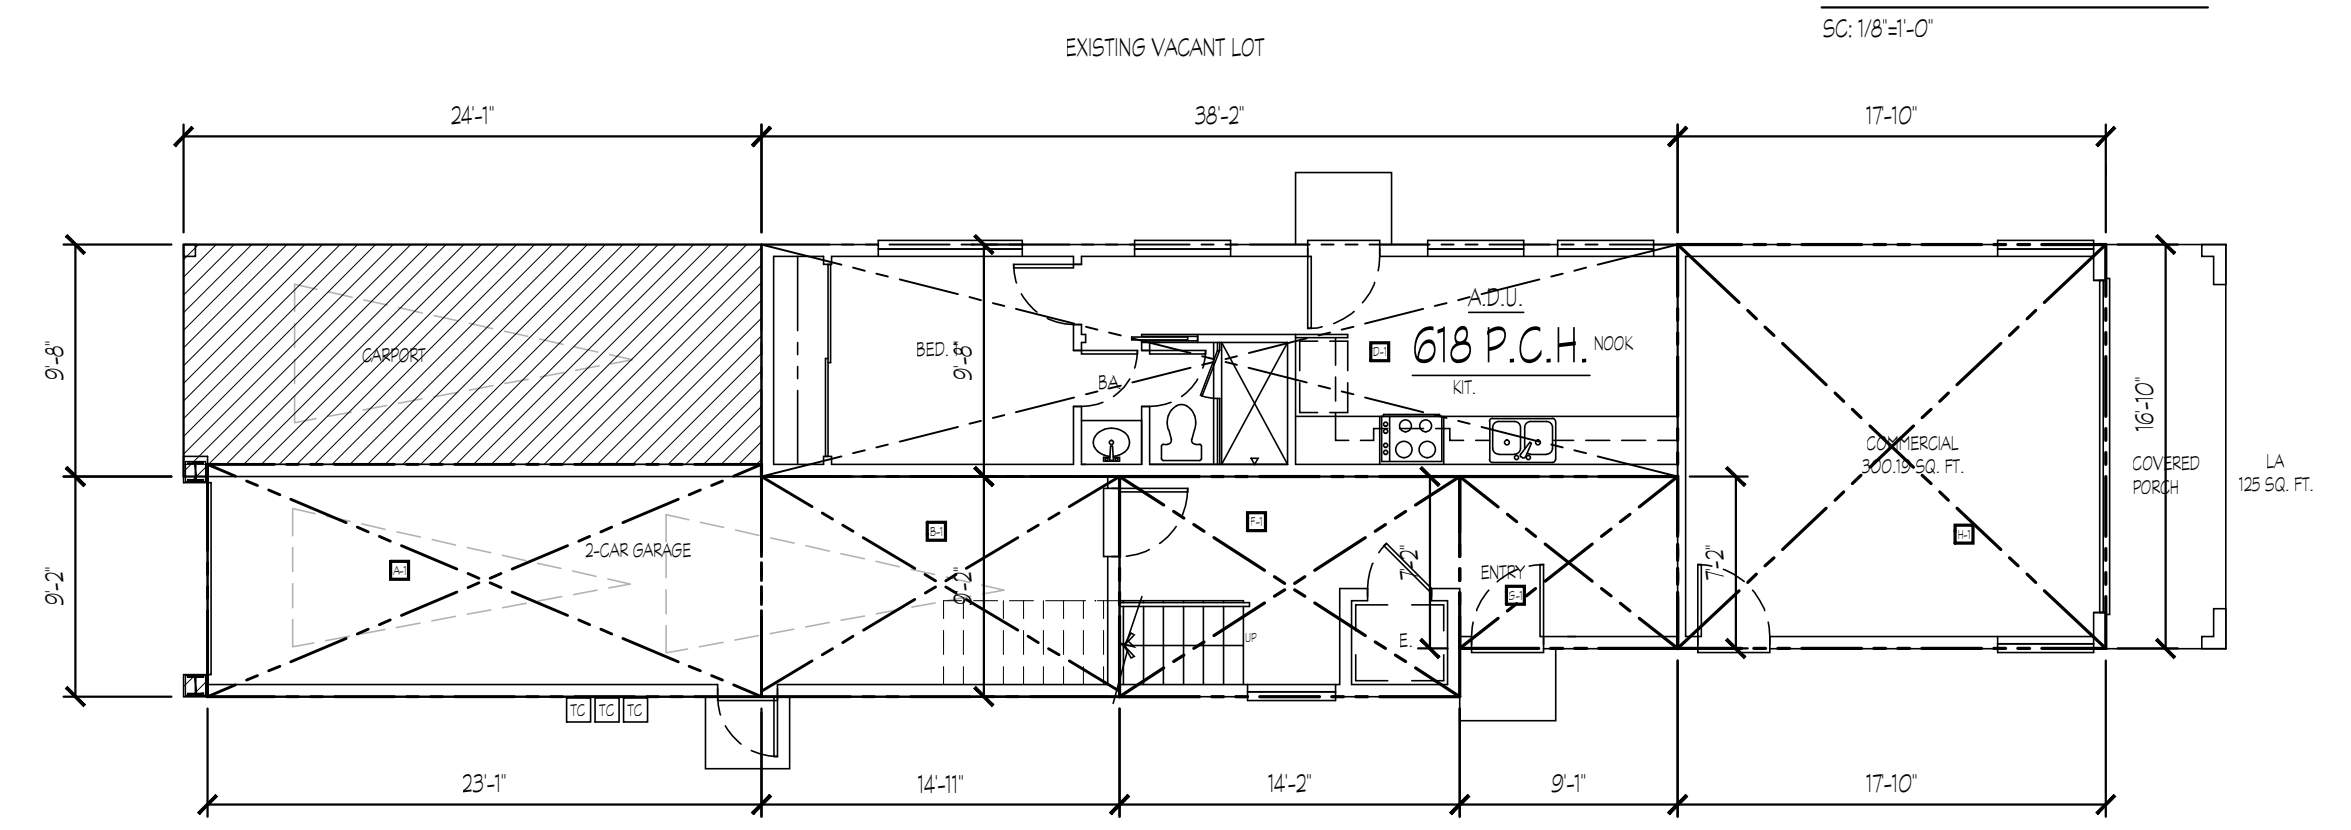 SC: 1/8"=1'-0"
EXISTING VACANT LOT
24'-1"
38'-2"
17'-10"
A.D.U.
618 P.C.H.
NOOK
D-1
KIT.
BED.
9'-8"
9'-8"
CARPORT
BA.
16'-10"
COMMERCIAL
300.19 SQ. FT.
COVERED
PORCH
LA
125 SQ. FT.
F-1
B-1
H-1
2-CAR GARAGE
A-1
7'-2"
7'-2"
ENTRY
S-1
9'-2"
9'-2"
UP
E.
TC
TC
TC
23'-1"
14'-11"
14'-2"
9'-1"
17'-10"